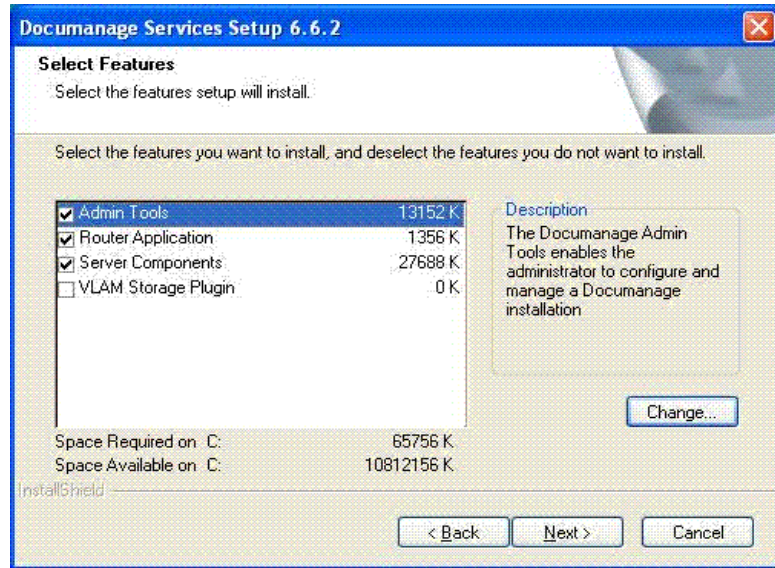 Documanage Services Setup 6.6.2
Select Features
Select the features setup will install.
Select the features you want to install, and deselect the features you do not want to install.
Admin Tools 13152 K
Router Application 1356 K
Server Components 27688 K
VLAM Storage Plugin 0 K
Description
The Documanage Admin
Tools enables the
administrator to configure and
manage a Documanage
installation
Change...
Space Required on C: 65756 K
Space Available on C: 10812156 K
InstallShield
< Back
Next >
Cancel